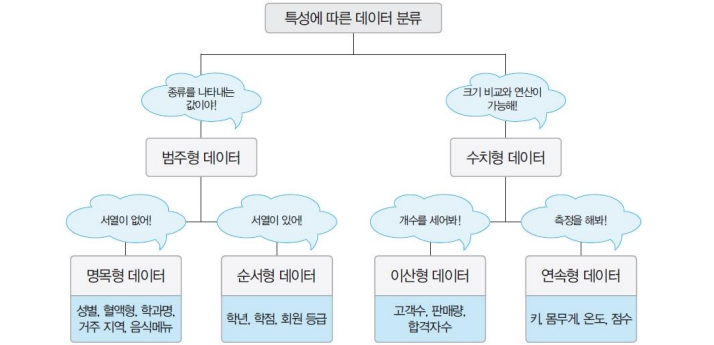 특성에 따른 데이터 분류
종류를 나타내는
값이야!
크기 비교와 연산이
가능해!
범주형 데이터
수치형 데이터
서열이 없어!
서열이 있어!
개수를 세어봐!
측정을 해봐!
명목형 데이터
순서형 데이터
이산형 데이터
연속형 데이터
성별, 혈액형, 학과명,
거주 지역, 음식메뉴
학년, 학점, 회원 등급
고객수, 판매량,
합격자수
키, 몸무게, 온도, 점수